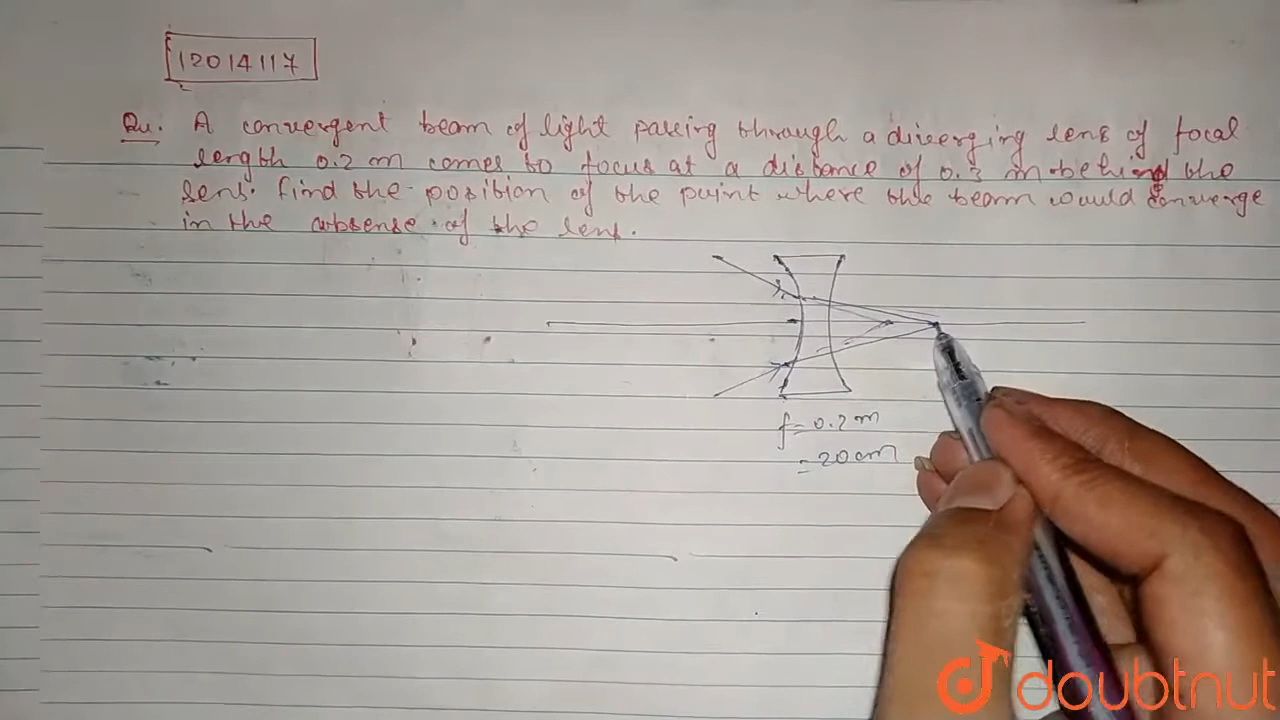 12014117
Qu. A convergent beam of light passing through a diverging lens of focal
length 0.2 m comes to focus at a distance of 0.3 m behind the
lens. Find the position of the point where the beam would converge
in the absense of the lens.
f = 0.2 m
= 20 cm
doubtnut